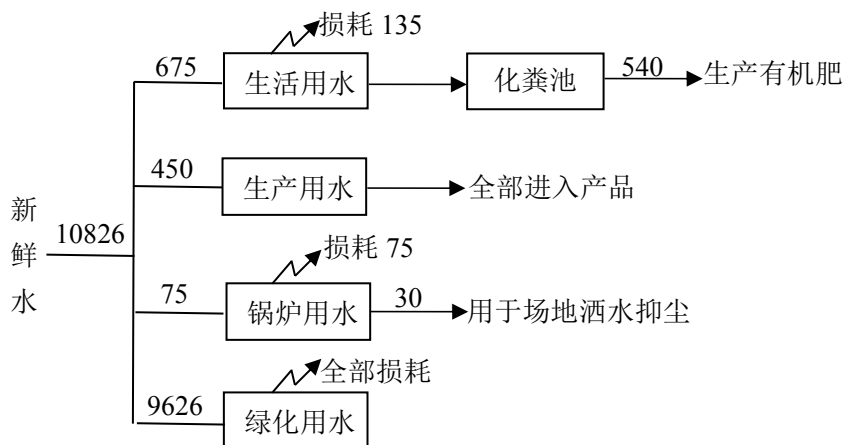 损耗 135
675
生活用水
化粪池
540
生产有机肥
450
生产用水
全部进入产品
新鲜水
10826
损耗 75
75
锅炉用水
30
用于场地洒水抑尘
全部损耗
9626
绿化用水